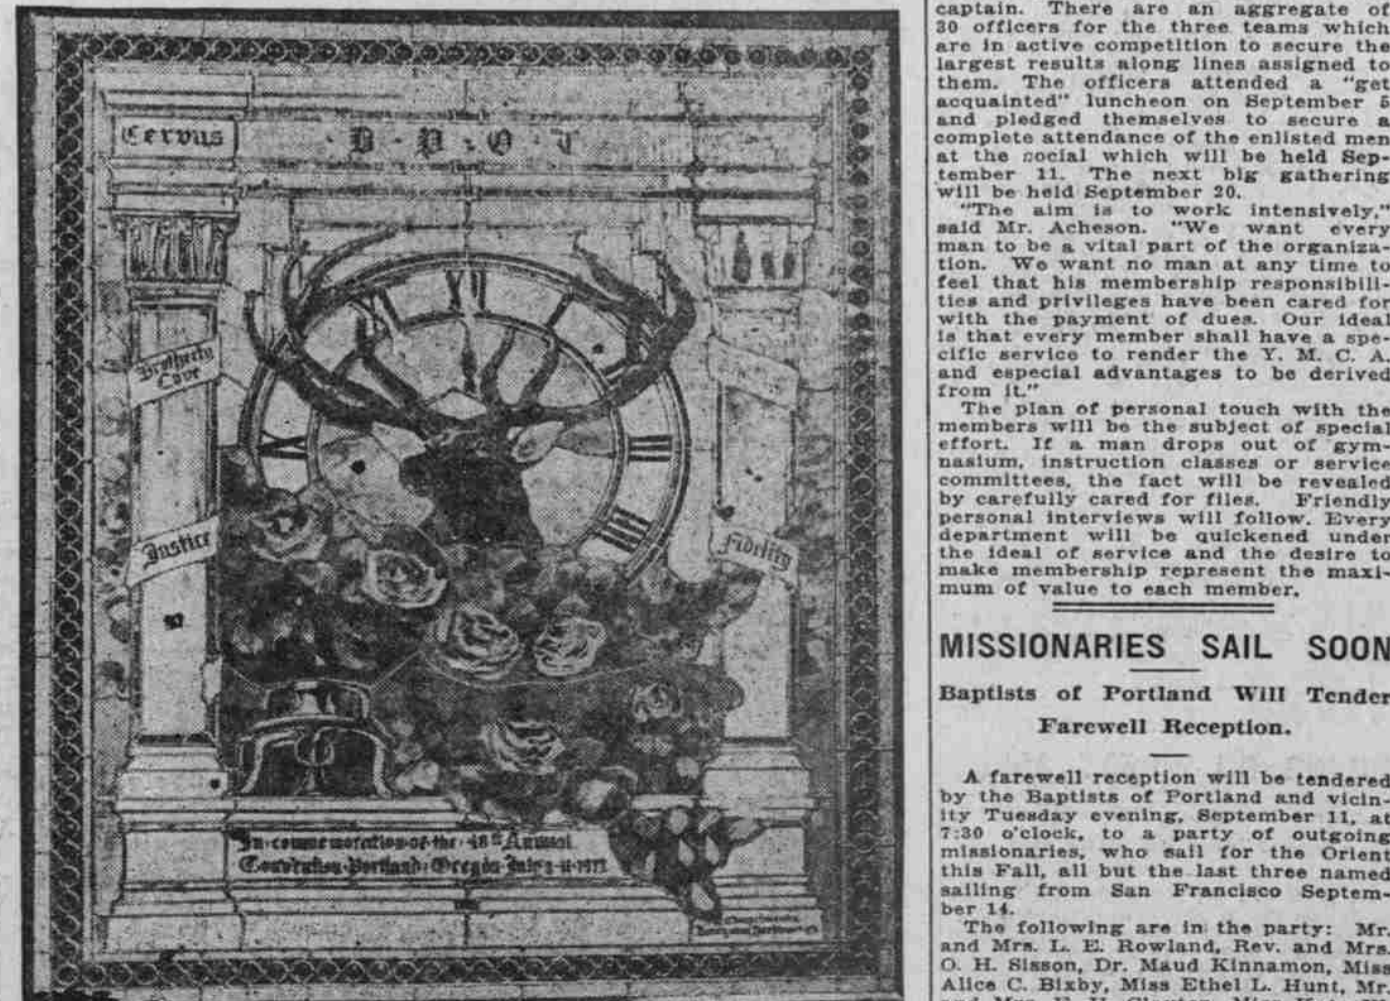 Cervus
B · P · O · E
XII
XI
Brotherly
Love
IX
III
IIII
Justice
Fidelity
In commemoration of the 48th Annual
Convention Portland Oregon July
captain. There are an aggregate of
30 officers for the three teams which
are in active competition to secure the
largest results along lines assigned to
them. The officers attended a "get
acquainted" luncheon on September 5
and pledged themselves to secure a
complete attendance of the enlisted men
at the social which will be held Sep-
tember 11. The next big gathering
will be held September 20.
"The aim is to work intensively,"
said Mr. Acheson. "We want every
man to be a vital part of the organiza-
tion. We want no man at any time to
feel that his membership responsibili-
ties and privileges have been cared for
with the payment of dues. Our ideal
is that every member shall have a spe-
cific service to render the Y. M. C. A.
and especial advantages to be derived
from it."
The plan of personal touch with the
members will be the subject of special
effort. If a man drops out of gym-
nasium, instruction classes or service
committees, the fact will be revealed
by carefully cared for files. Friendly
personal interviews will follow. Every
department will be quickened under
the ideal of service and the desire to
make membership represent the maxi-
mum of value to each member.
MISSIONARIES SAIL SOON
Baptists of Portland Will Tender
Farewell Reception.
A farewell reception will be tendered
by the Baptists of Portland and vicin-
ity Tuesday evening, September 11, at
7:30 o'clock, to a party of outgoing
missionaries, who sail for the Orient
this Fall, all but the last three named
sailing from San Francisco Septem-
ber 14.
The following are in the party: Mr.
and Mrs. L. E. Rowland, Rev. and Mrs.
O. H. Sisson, Dr. Maud Kinnamon, Miss
Alice C. Bixby, Miss Ethel L. Hunt, Mr.